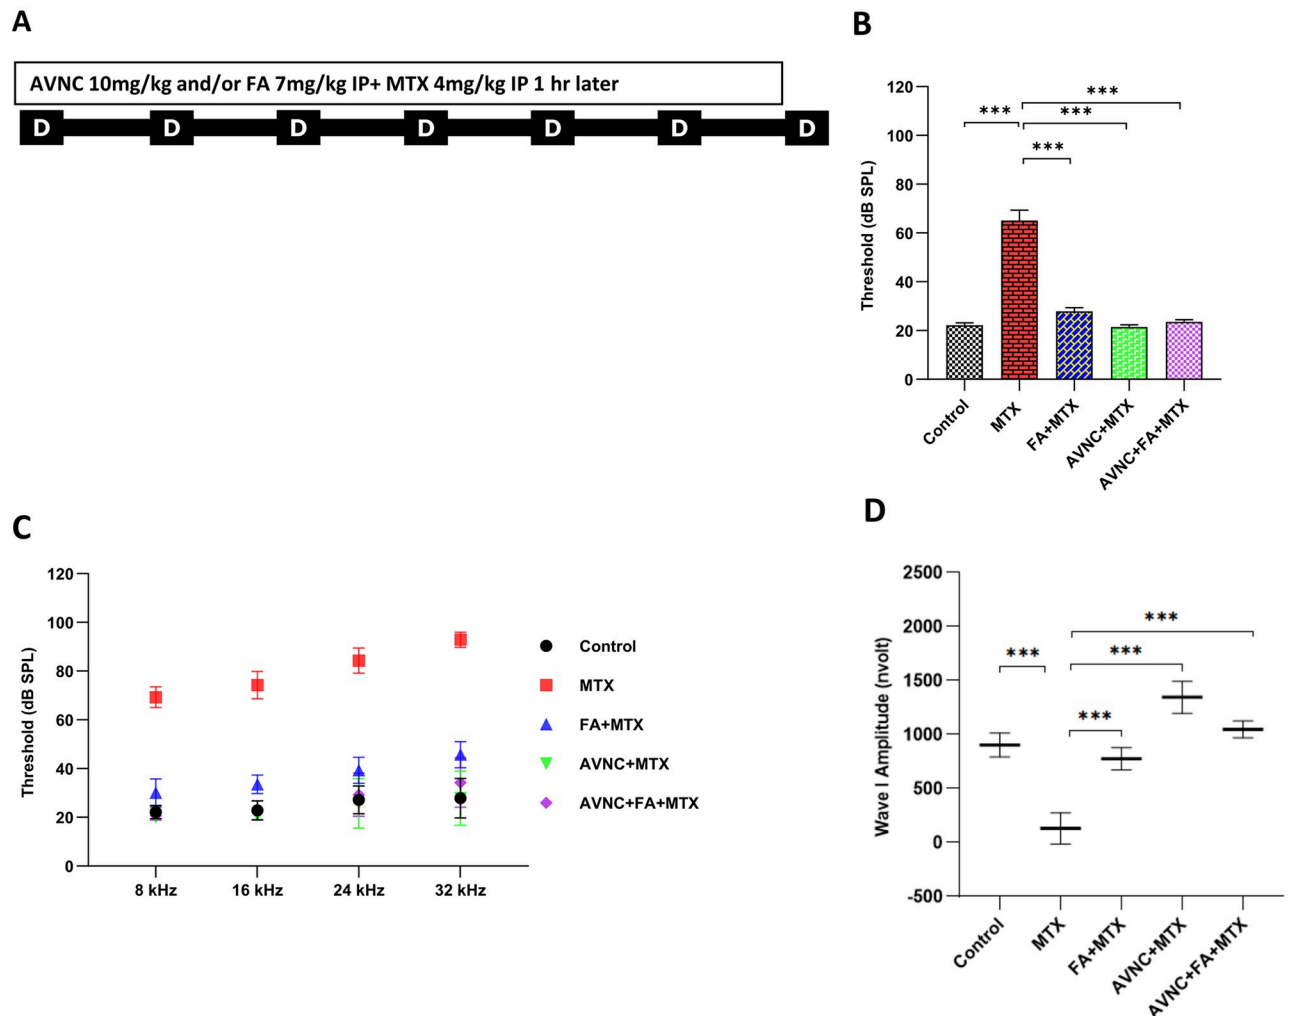 A
AVNC 10mg/kg and/or FA 7mg/kg IP+ MTX 4mg/kg IP 1 hr later
D D D D D D D
B
Threshold (dB SPL)
120
100
80
60
40
20
0
***
***
***
***
Control
MTX
FA+MTX
AVNC+MTX
AVNC+FA+MTX
C
Threshold (dB SPL)
120
100
80
60
40
20
0
8 kHz
16 kHz
24 kHz
32 kHz
Control
MTX
FA+MTX
AVNC+MTX
AVNC+FA+MTX
D
Wave I Amplitude (nvolt)
2500
2000
1500
1000
500
0
-500
***
***
***
***
Control
MTX
FA+MTX
AVNC+MTX
AVNC+FA+MTX